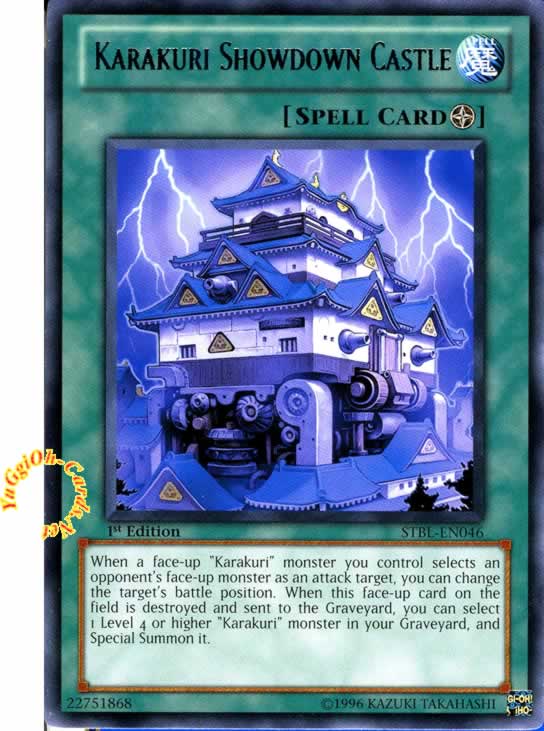 KARAKURI SHOWDOWN CASTLE
SPELL
魔
[SPELL CARD]
YuGgiOh-Cards.Net
1st Edition
STBL-EN046
When a face-up "Karakuri" monster you control selects an
opponent's face-up monster as an attack target, you can change
the target's battle position. When this face-up card on the
field is destroyed and sent to the Graveyard, you can select
1 Level 4 or higher "Karakuri" monster in your Graveyard, and
Special Summon it.
22751868
©1996 KAZUKI TAKAHASHI